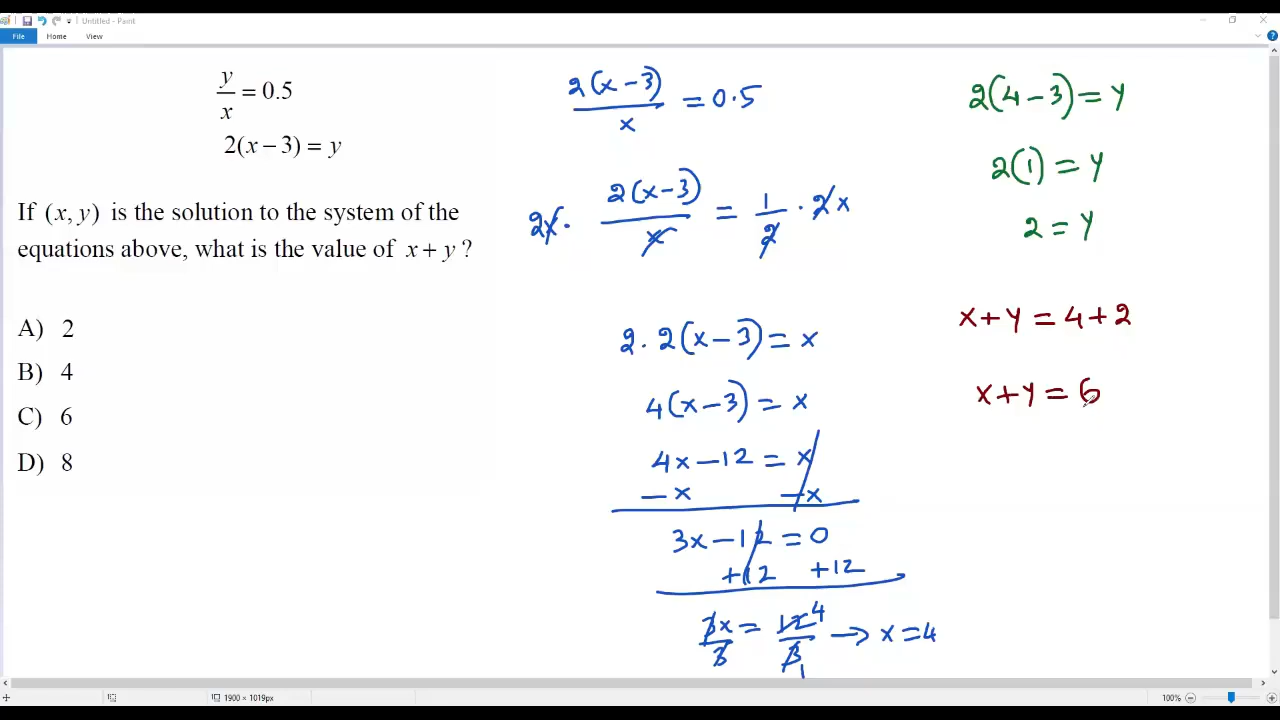 Untitled - Paint
File Home View
y/x = 0.5
2(x − 3) = y
If (x, y) is the solution to the system of the
equations above, what is the value of x + y ?
A) 2
B) 4
C) 6
D) 8
2(x − 3)/x = 0.5
2x · 2(x − 3)/x = 1/2 · 2x
2 · 2(x − 3) = x
4(x − 3) = x
4x − 12 = x
− x − x
3x − 12 = 0
+12 +12
3x/3 = 12/3 4 1 → x = 4
2(4 − 3) = y
2(1) = y
2 = y
x + y = 4 + 2
x + y = 6
1900 × 1019px 100%